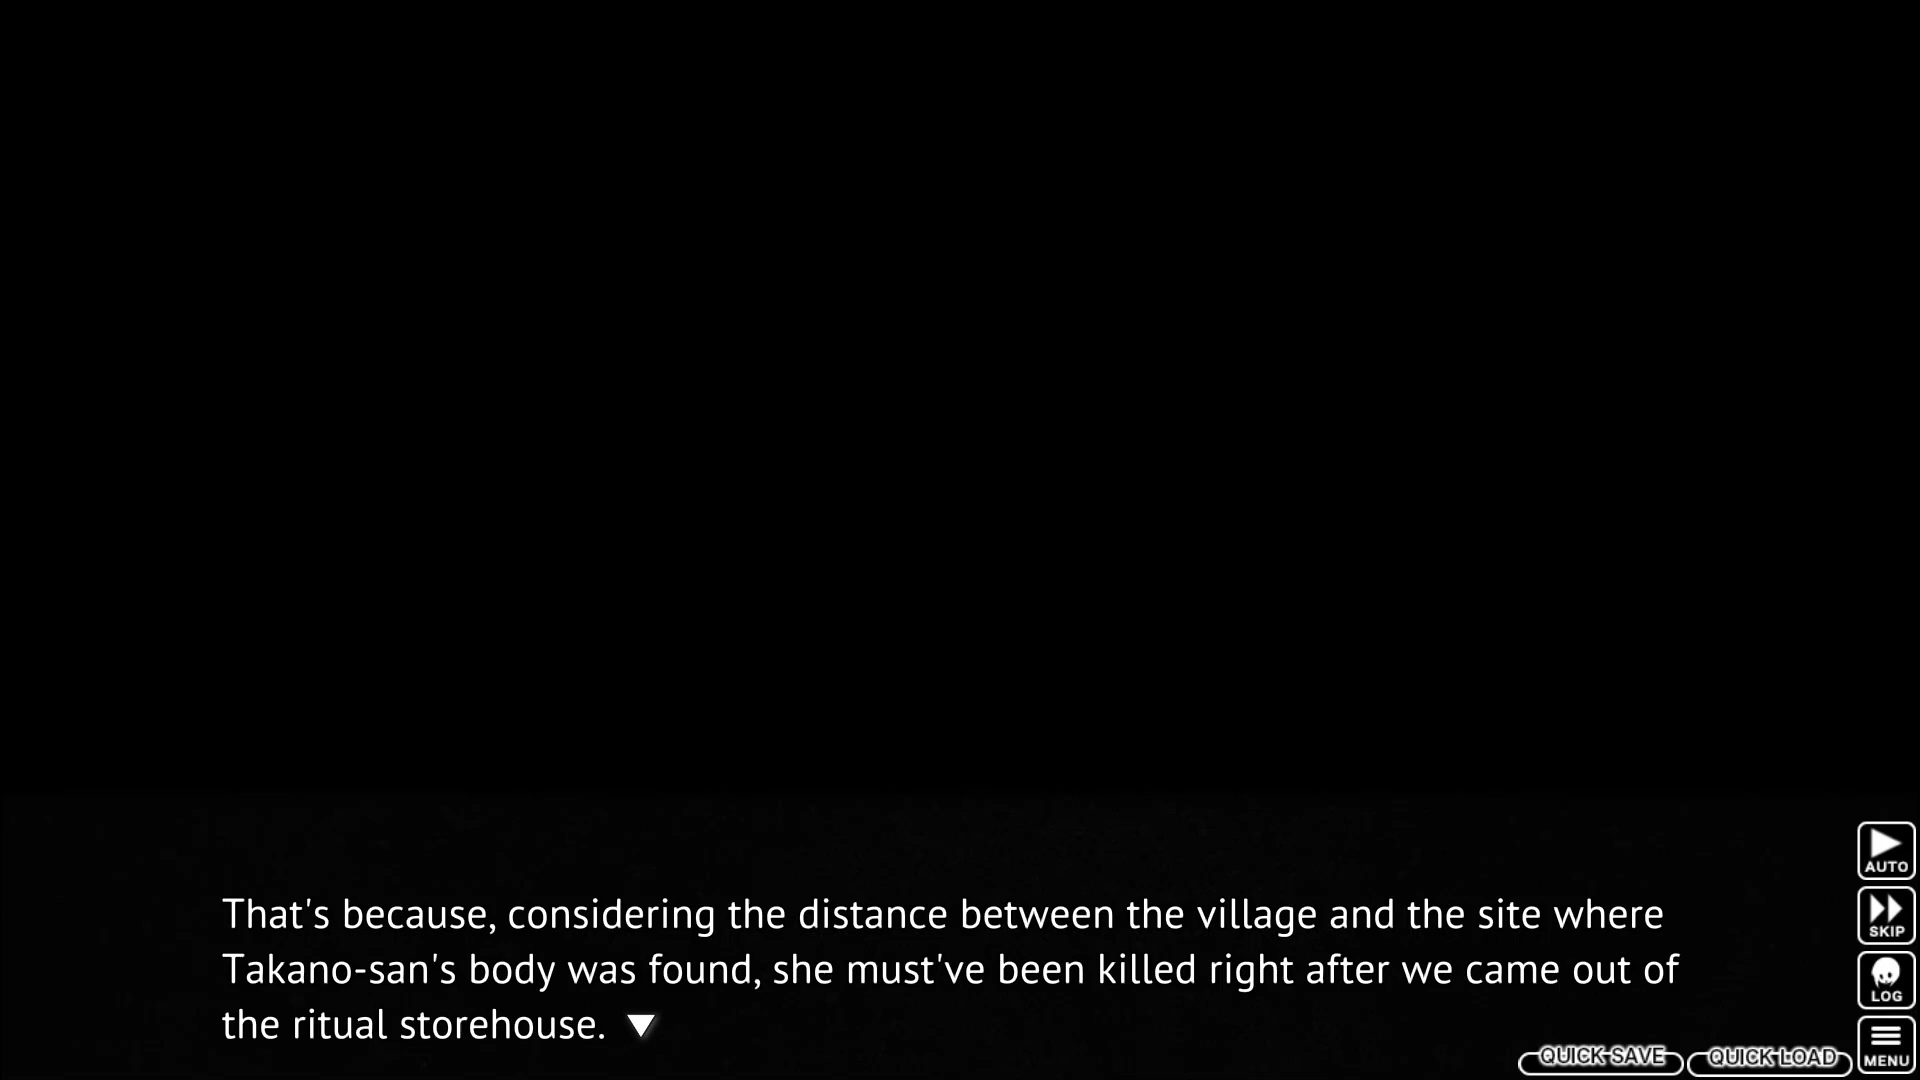 That's because, considering the distance between the village and the site where
Takano-san's body was found, she must've been killed right after we came out of
the ritual storehouse.
AUTO
SKIP
LOG
MENU
QUICK SAVE
QUICK LOAD